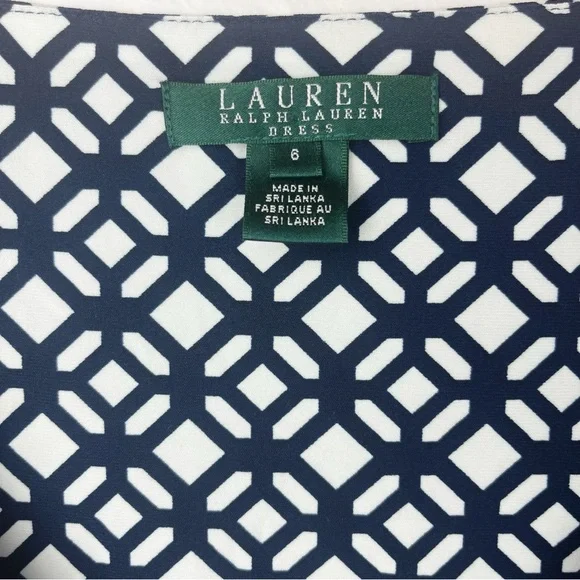 LAUREN
RALPH LAUREN
DRESS
6
MADE IN
SRI LANKA
FABRIQUE AU
SRI LANKA